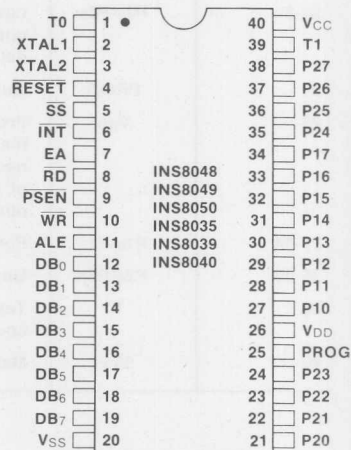 T0 1 40 VCC
XTAL1 2 39 T1
XTAL2 3 38 P27
RESET 4 37 P26
SS 5 36 P25
INT 6 35 P24
EA 7 34 P17
RD 8 INS8048 33 P16
PSEN 9 INS8049 32 P15
WR 10 INS8050 31 P14
ALE 11 INS8035 30 P13
DB0 12 INS8039 29 P12
DB1 13 INS8040 28 P11
DB2 14 27 P10
DB3 15 26 VDD
DB4 16 25 PROG
DB5 17 24 P23
DB6 18 23 P22
DB7 19 22 P21
VSS 20 21 P20